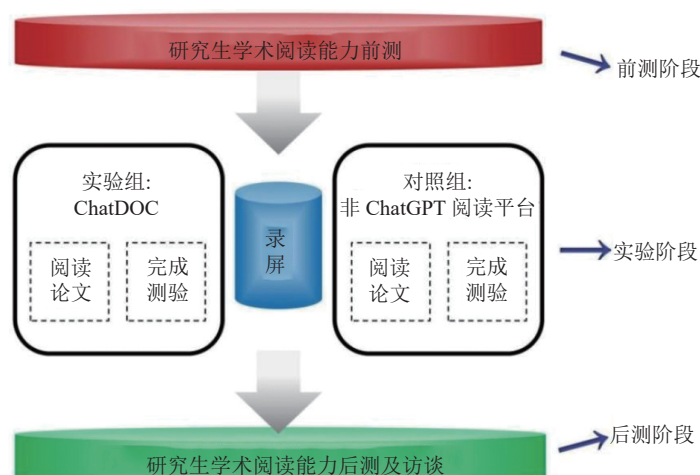 研究生学术阅读能力前测
前测阶段
实验组:
ChatDOC
阅读
论文
完成
测验
录
屏
对照组:
非 ChatGPT 阅读平台
阅读
论文
完成
测验
实验阶段
后测阶段
研究生学术阅读能力后测及访谈